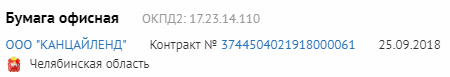 Бумага офисная ОКПД2: 17.23.14.110
ООО "КАНЦАЙЛЕНД" Контракт № 3744504021918000061 25.09.2018
Челябинская область